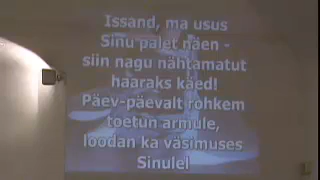 Issand, ma usus
Sinu palet näen -
siin nagu nähtamatut
haaraks käed!
Päev-päevalt rohkem
toetun armule,
loodan ka väsimuses
Sinule!